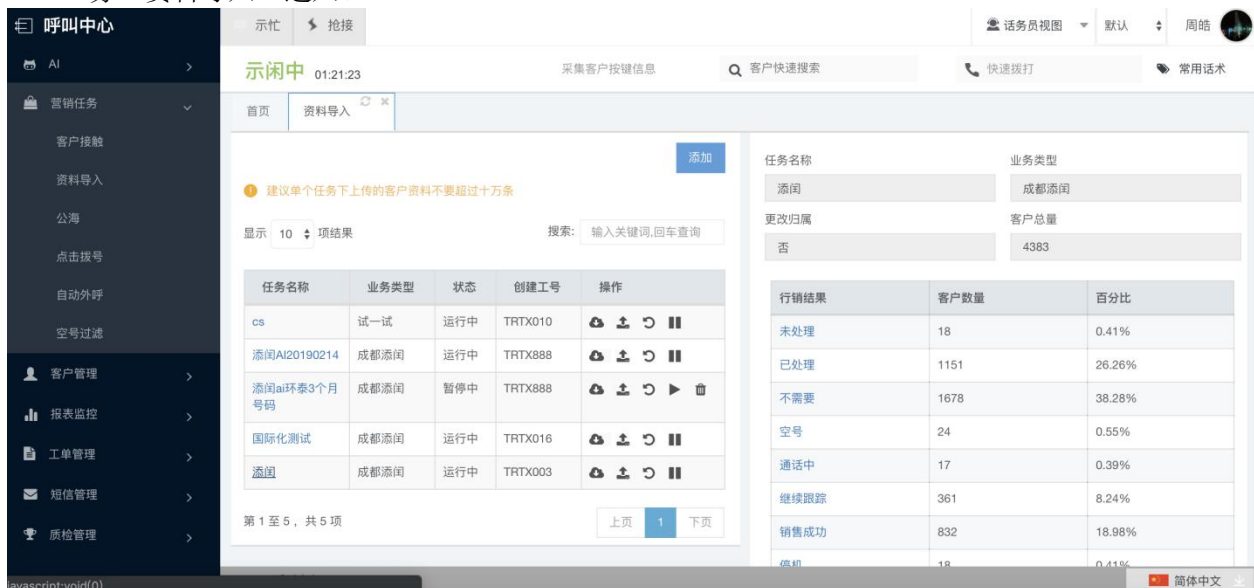 呼叫中心
示忙 抢接
话务员视图 默认 周皓
AI
示闲中 01:21:23 采集客户按键信息 客户快速搜索 快速拨打 常用话术
营销任务
首页 资料导入
客户接触
资料导入
公海
点击拨号
自动外呼
空号过滤
客户管理
报表监控
工单管理
短信管理
质检管理
添加
建议单个任务下上传的客户资料不要超过十万条
显示 10 项结果 搜索: 输入关键词,回车查询
任务名称 业务类型 状态 创建工号 操作
cs 试一试 运行中 TRTX010
添闰AI20190214 成都添闰 运行中 TRTX888
添闰ai环泰3个月号码 成都添闰 暂停中 TRTX888
国际化测试 成都添闰 运行中 TRTX016
添闰 成都添闰 运行中 TRTX003
第 1 至 5 , 共 5 项 上页 1 下页
任务名称 业务类型
添闰 成都添闰
更改归属 客户总量
否 4383
行销结果 客户数量 百分比
未处理 18 0.41%
已处理 1151 26.26%
不需要 1678 38.28%
空号 24 0.55%
通话中 17 0.39%
继续跟踪 361 8.24%
销售成功 832 18.98%
停机 18 0.41%
javascript:void(0)
简体中文